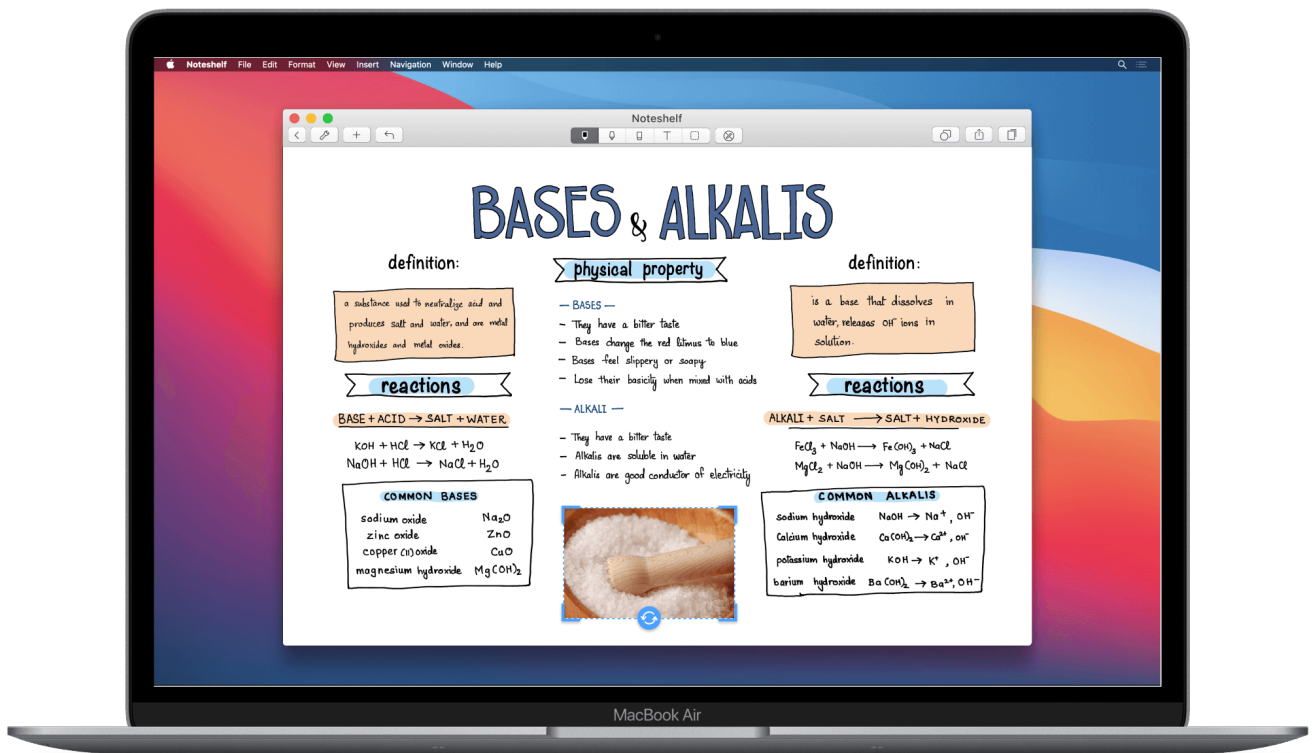 Noteshelf File Edit Format View Insert Navigation Window Help
Noteshelf
T
BASES & ALKALIS
definition:
a substance used to neutralize acid and
produces salt and water, and are metal
hydroxides and metal oxides.
reactions
BASE + ACID → SALT + WATER
KOH + HCl → KCl + H₂O
NaOH + HCl → NaCl + H₂O
COMMON BASES
sodium oxide Na₂O
zinc oxide ZnO
copper (II) oxide CuO
magnesium hydroxide Mg(OH)₂
physical property
— BASES —
– They have a bitter taste
– Bases change the red litmus to blue
– Bases feel slippery or soapy
– Lose their basicity when mixed with acids
— ALKALI —
– They have a bitter taste
– Alkalis are soluble in water
– Alkalis are good conductor of electricity
definition:
is a base that dissolves in
water, releases OH⁻ ions in
solution.
reactions
ALKALI + SALT → SALT + HYDROXIDE
FeCl₃ + NaOH → Fe(OH)₃ + NaCl
MgCl₂ + NaOH → Mg(OH)₂ + NaCl
COMMON ALKALIS
sodium hydroxide NaOH → Na⁺, OH⁻
Calcium hydroxide Ca(OH)₂ → Ca²⁺, OH⁻
potassium hydroxide KOH → K⁺, OH⁻
barium hydroxide Ba(OH)₂ → Ba²⁺, OH⁻
MacBook Air